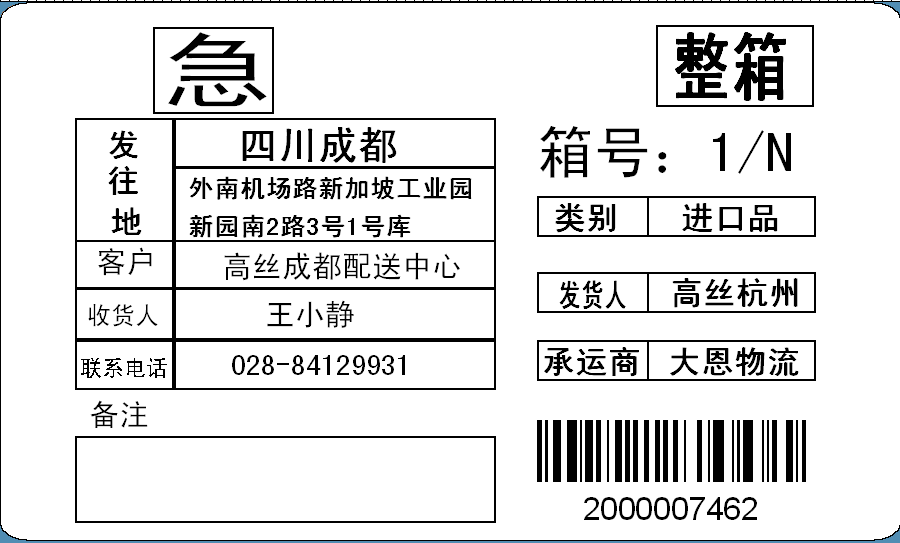 急
整箱
发往地
四川成都
外南机场路新加坡工业园
新园南2路3号1号库
客户
高丝成都配送中心
收货人
王小静
联系电话
028-84129931
备注
箱号：1/N
类别
进口品
发货人
高丝杭州
承运商
大恩物流
2000007462